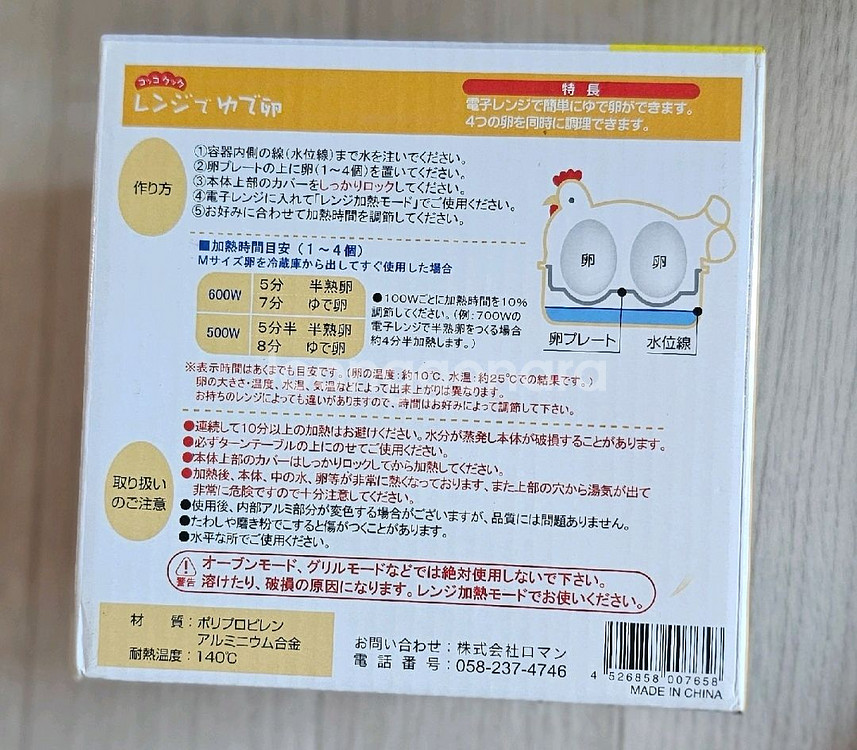 コッコクック
レンジでゆで卵
特長
電子レンジで簡単にゆで卵ができます。
4つの卵を同時に調理できます。
作り方
①容器内側の線(水位線)まで水を注いでください。
②卵プレートの上に卵(1〜4個)を置いてください。
③本体上部のカバーをしっかりロックしてください。
④電子レンジに入れて「レンジ加熱モード」でご使用ください。
⑤お好みに合わせて加熱時間を調節してください。
■加熱時間目安(1〜4個)
Mサイズ卵を冷蔵庫から出してすぐ使用した場合
600W 5分 半熟卵
7分 ゆで卵
500W 5分半 半熟卵
8分 ゆで卵
●100Wごとに加熱時間を10%
調節してください。(例:700Wの
電子レンジで半熟卵をつくる場合
約4分半加熱します。)
卵 卵
卵プレート 水位線
※表示時間はあくまでも目安です。(卵の温度:約10℃、水温:約25℃での結果です。)
卵の大きさ・温度、水温、気温などによって出来上がりは異なります。
お持ちのレンジによっても違いがありますので、時間はお好みによって調節して下さい。
取り扱い
のご注意
●連続して10分以上の加熱はお避けください。水分が蒸発し本体が破損することがあります。
●必ずターンテーブルの上にのせてご使用ください。
●本体上部のカバーはしっかりロックしてから加熱してください。
●加熱後、本体、中の水、卵等が非常に熱くなっております、また上部の穴から湯気が出て
非常に危険ですので十分注意してください。
●使用後、内部アルミ部分が変色する場合がございますが、品質には問題ありません。
●たわしや磨き粉でこすると傷がつくことがあります。
●水平な所でご使用ください。
警告
オーブンモード、グリルモードなどでは絶対使用しないで下さい。
溶けたり、破損の原因になります。レンジ加熱モードでお使いください。
材質:ポリプロピレン
アルミニウム合金
耐熱温度:140℃
お問い合わせ:株式会社ロマン
電話番号:058-237-4746
4 526858 007658
MADE IN CHINA